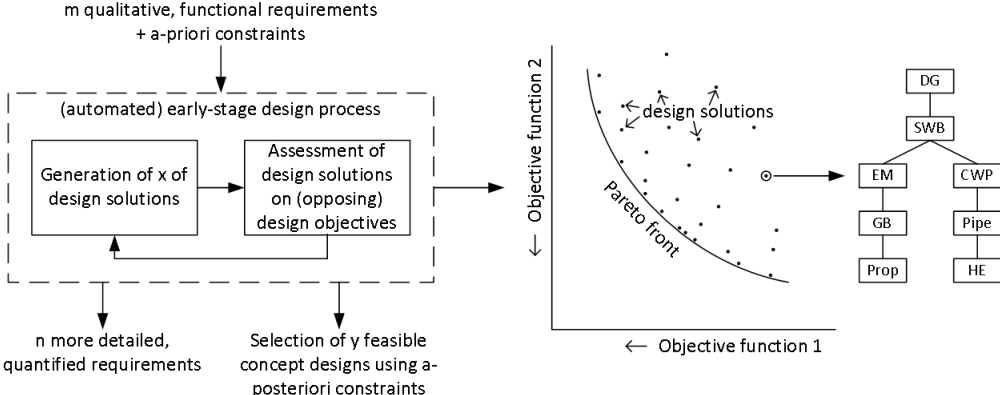 m qualitative, functional requirements
+ a-priori constraints
(automated) early-stage design process
Generation of x of
design solutions
Assessment of
design solutions
on (opposing)
design objectives
n more detailed,
quantified requirements
Selection of y feasible
concept designs using a-
posteriori constraints
Objective function 2
design solutions
Pareto front
Objective function 1
DG
SWB
EM
CWP
GB
Pipe
Prop
HE